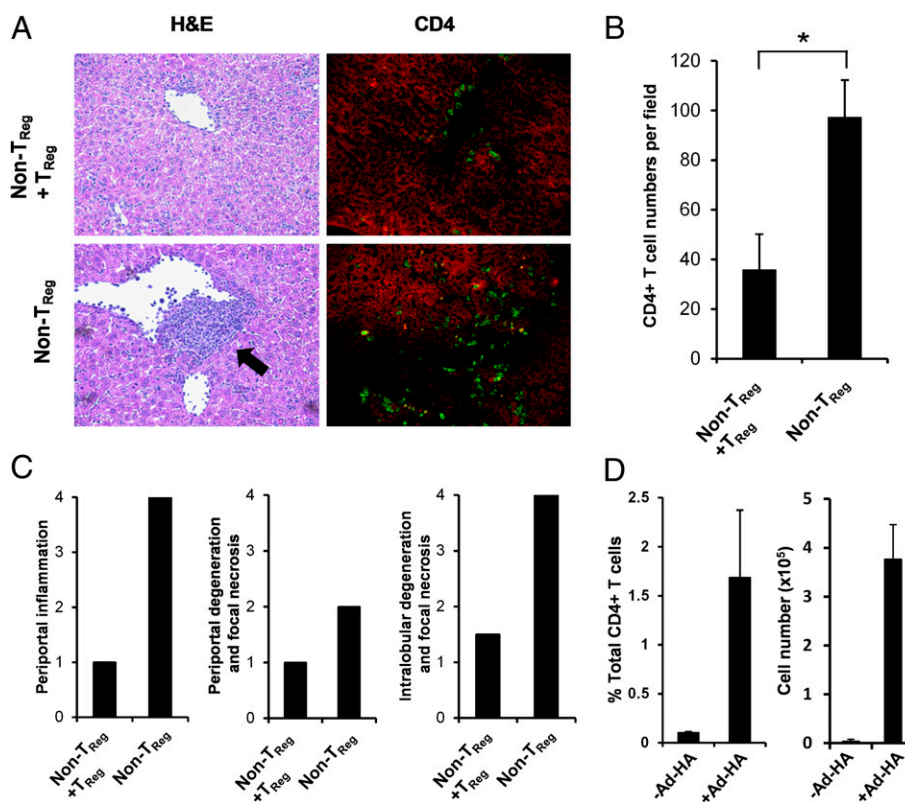 A
H&E
CD4
Non-TReg
+ TReg
Non-TReg
B
*
CD4+ T cell numbers per field
120
100
80
60
40
20
0
Non-TReg
+TReg
Non-TReg
C
Periportal inflammation
4
3
2
1
0
Non-TReg
+TReg
Non-TReg
Periportal degeneration
and focal necrosis
4
3
2
1
0
Non-TReg
+TReg
Non-TReg
Intralobular degeneration
and focal necrosis
4
3
2
1
0
Non-TReg
+TReg
Non-TReg
D
% Total CD4+ T cells
2.5
2
1.5
1
0.5
0
-Ad-HA
+Ad-HA
Cell number (x10⁵)
5
4
3
2
1
0
-Ad-HA
+Ad-HA